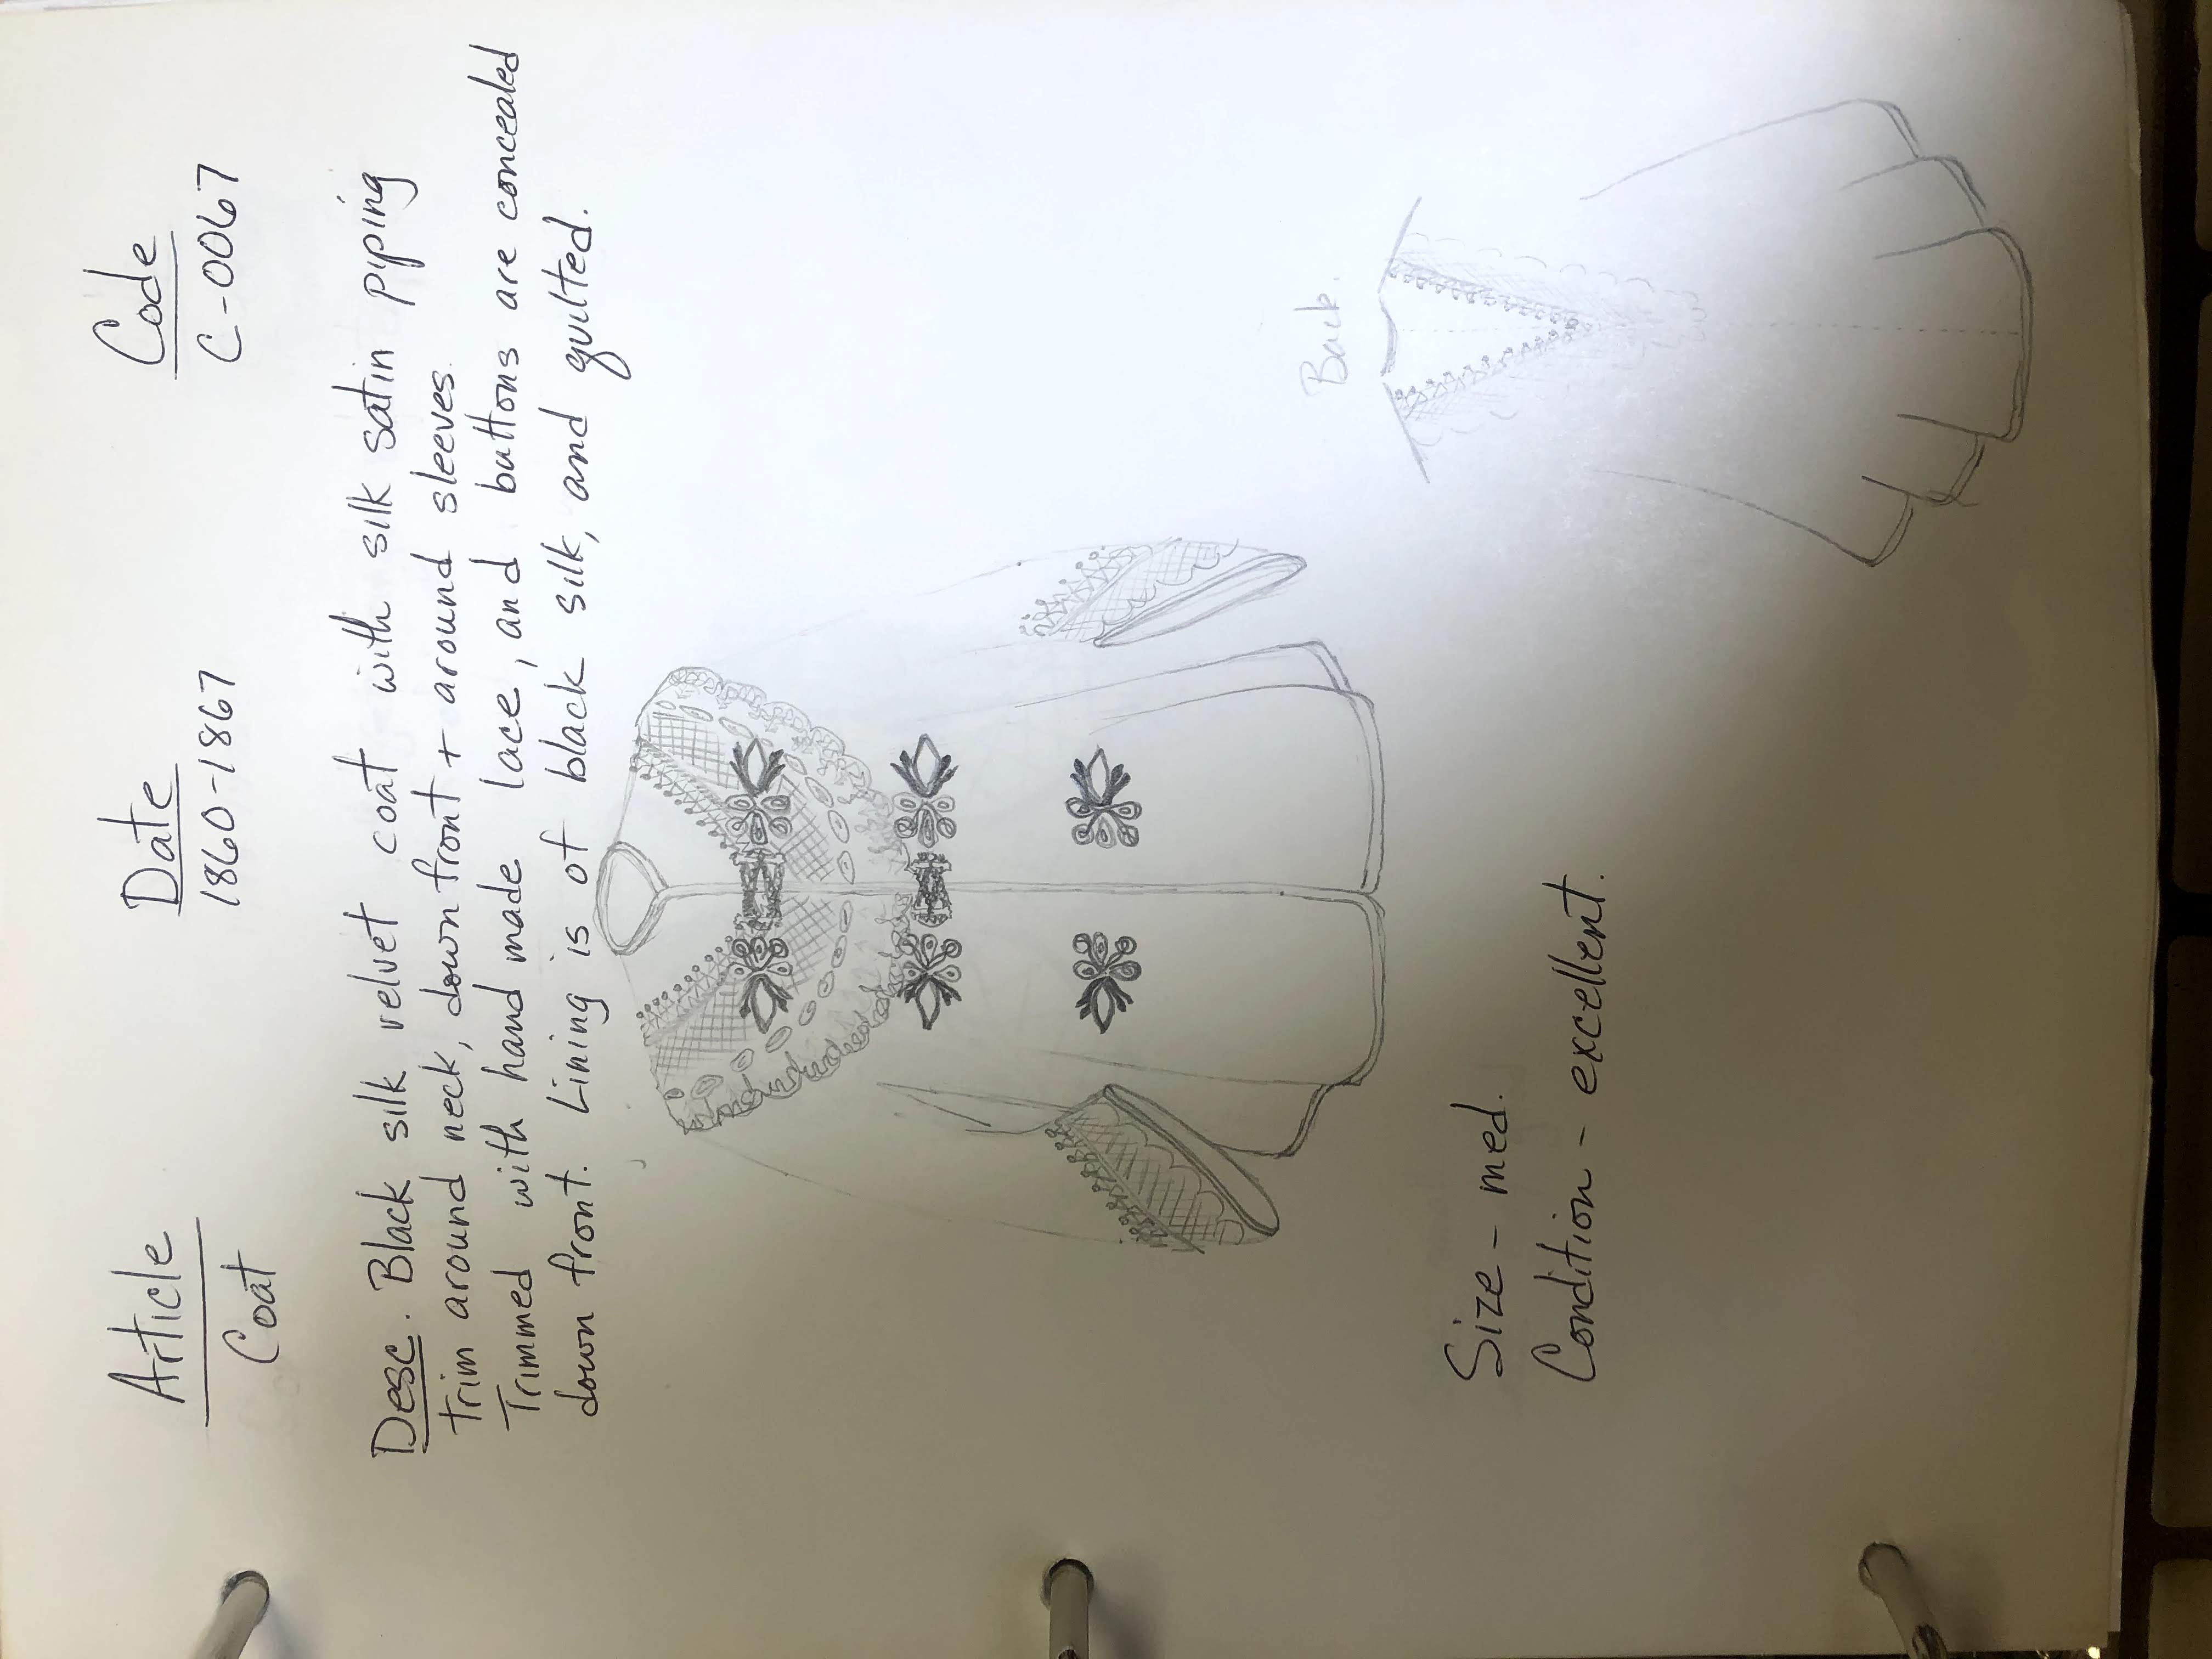 Article Date Code
Coat 1860-1867 C-0067
Desc. Black silk velvet coat with silk satin piping
trim around neck, down front + around sleeves.
Trimmed with hand made lace, and buttons are concealed
down front. Lining is of black silk, and quilted.
Back.
Size - med.
Condition - excellent.